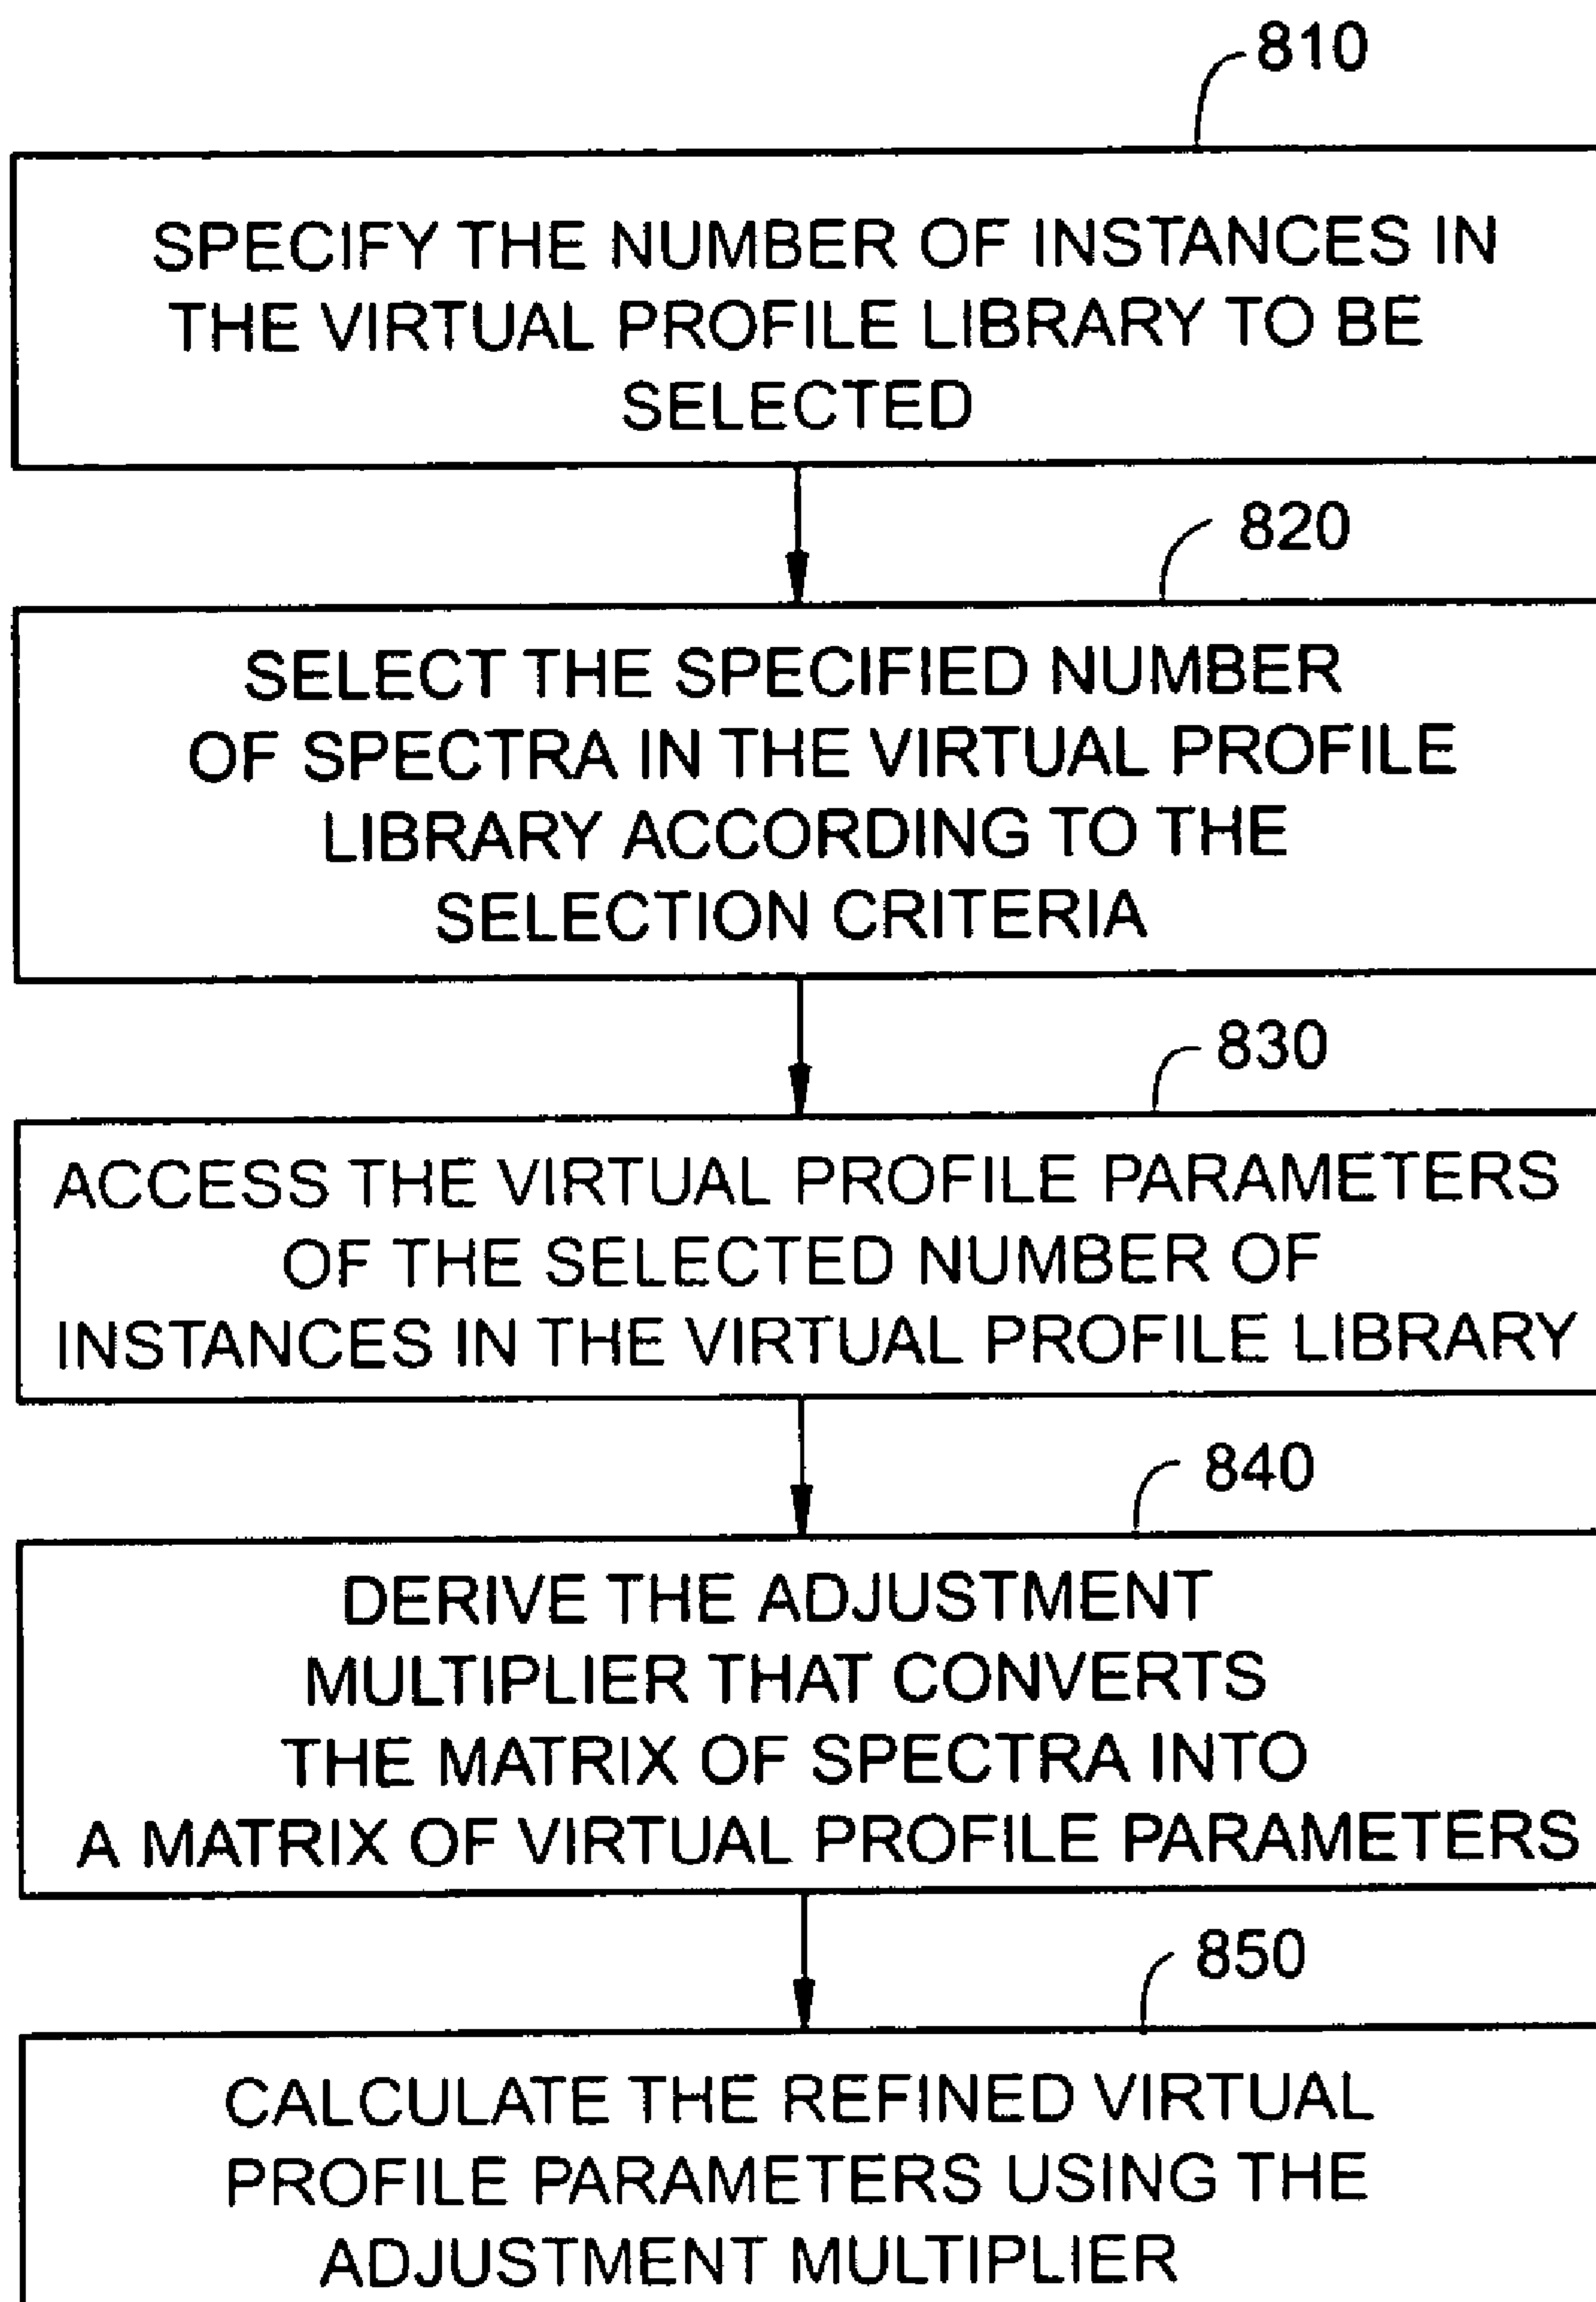 810
SPECIFY THE NUMBER OF INSTANCES IN
THE VIRTUAL PROFILE LIBRARY TO BE
SELECTED
820
SELECT THE SPECIFIED NUMBER
OF SPECTRA IN THE VIRTUAL PROFILE
LIBRARY ACCORDING TO THE
SELECTION CRITERIA
830
ACCESS THE VIRTUAL PROFILE PARAMETERS
OF THE SELECTED NUMBER OF
INSTANCES IN THE VIRTUAL PROFILE LIBRARY
840
DERIVE THE ADJUSTMENT
MULTIPLIER THAT CONVERTS
THE MATRIX OF SPECTRA INTO
A MATRIX OF VIRTUAL PROFILE PARAMETERS
850
CALCULATE THE REFINED VIRTUAL
PROFILE PARAMETERS USING THE
ADJUSTMENT MULTIPLIER